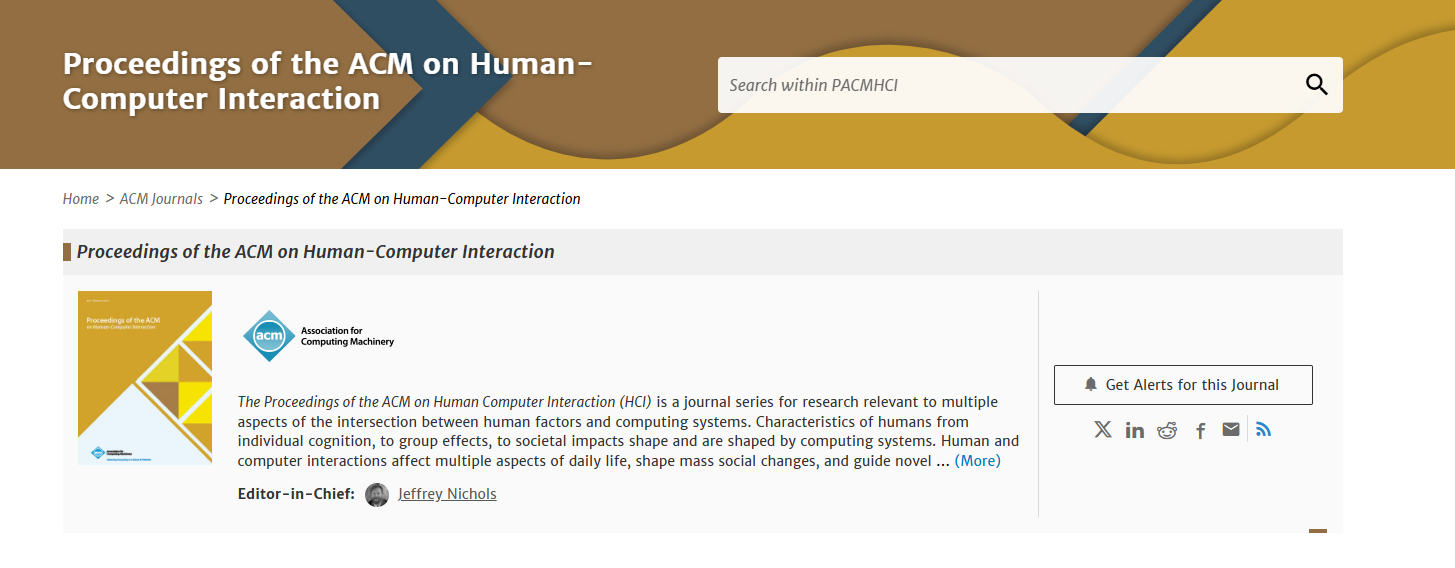 Proceedings of the ACM on Human-
Computer Interaction
Search within PACMHCI
Home > ACM Journals > Proceedings of the ACM on Human-Computer Interaction
Proceedings of the ACM on Human-Computer Interaction
Proceedings of the ACM
on Human-Computer Interaction
acm
Association for
Computing Machinery
The Proceedings of the ACM on Human Computer Interaction (HCI) is a journal series for research relevant to multiple
aspects of the intersection between human factors and computing systems. Characteristics of humans from
individual cognition, to group effects, to societal impacts shape and are shaped by computing systems. Human and
computer interactions affect multiple aspects of daily life, shape mass social changes, and guide novel ... (More)
Editor-in-Chief: Jeffrey Nichols
Get Alerts for this Journal